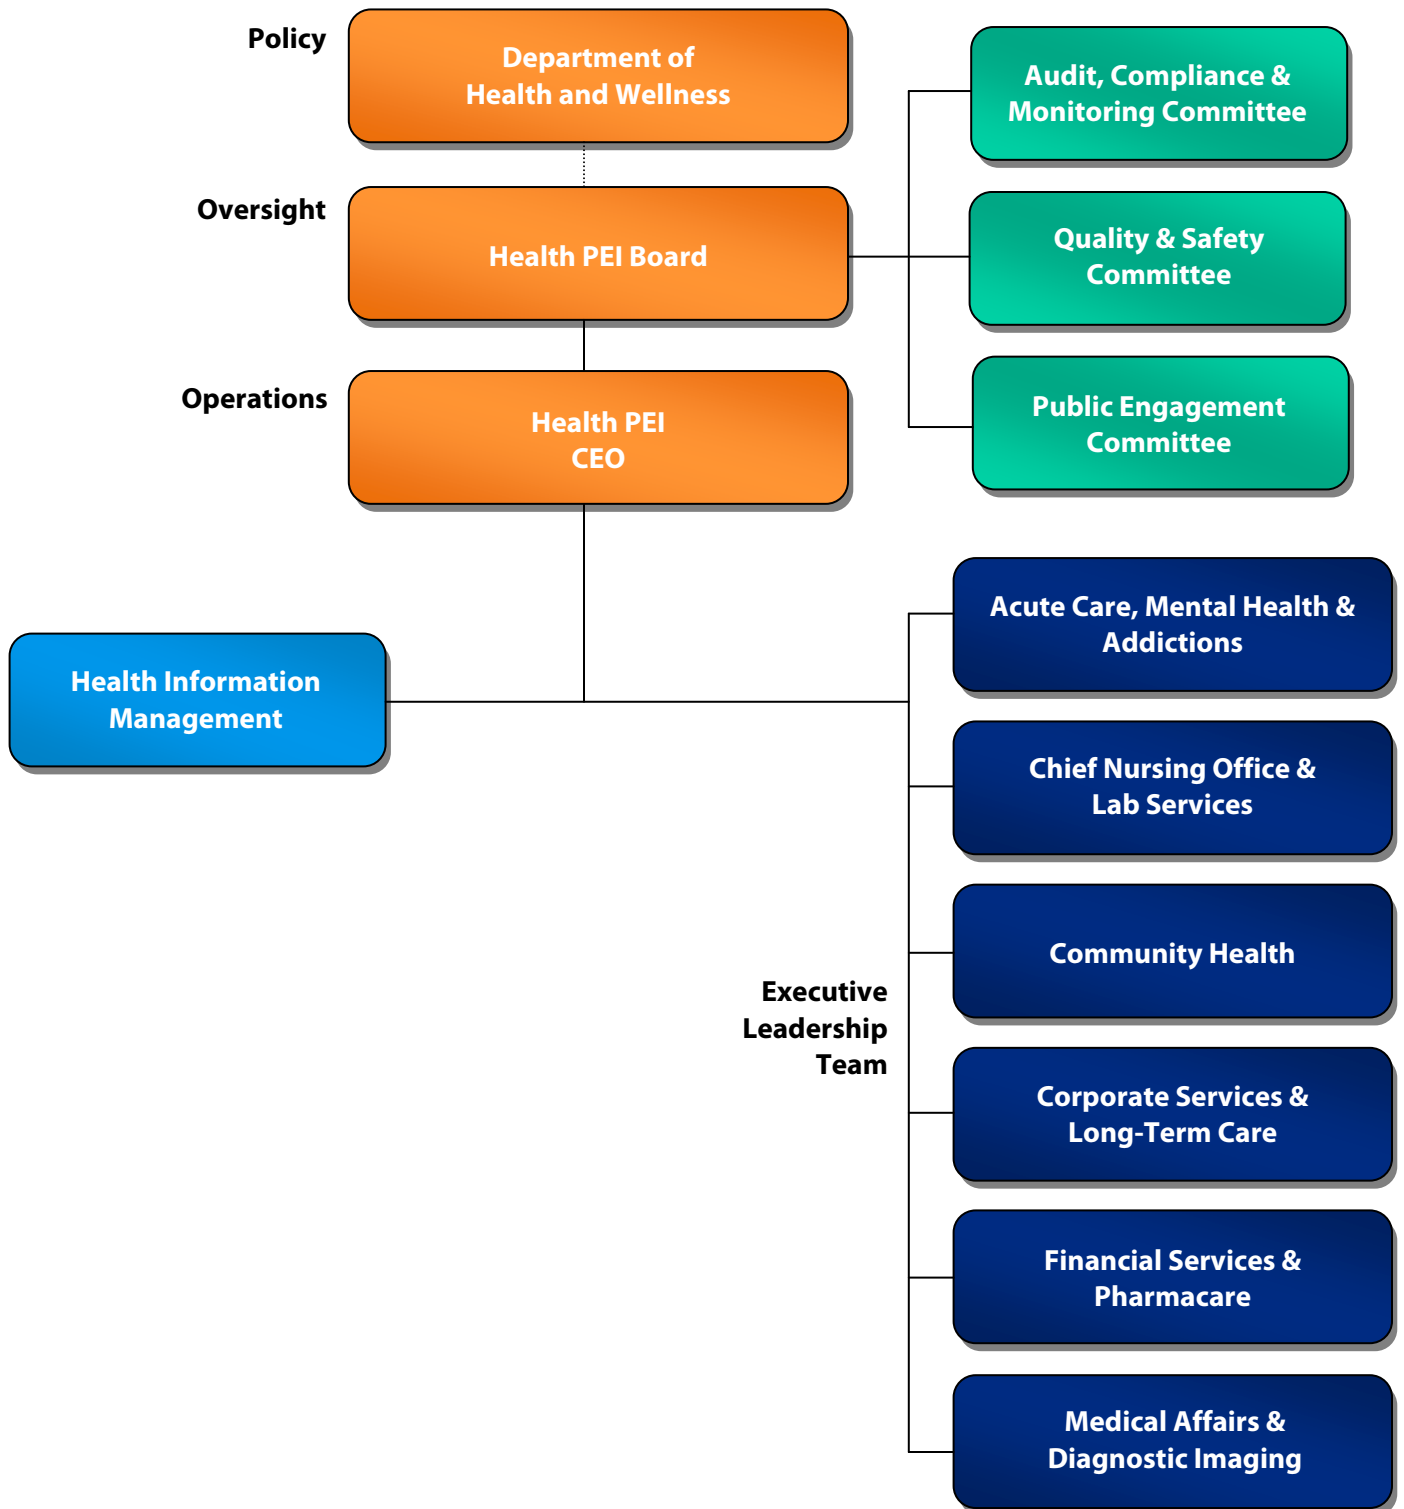 Policy
Department of
Health and Wellness
Audit, Compliance &
Monitoring Committee
Oversight
Health PEI Board
Quality & Safety
Committee
Operations
Health PEI
CEO
Public Engagement
Committee
Health Information
Management
Acute Care, Mental Health &
Addictions
Chief Nursing Office &
Lab Services
Community Health
Executive
Leadership
Team
Corporate Services &
Long-Term Care
Financial Services &
Pharmacare
Medical Affairs &
Diagnostic Imaging